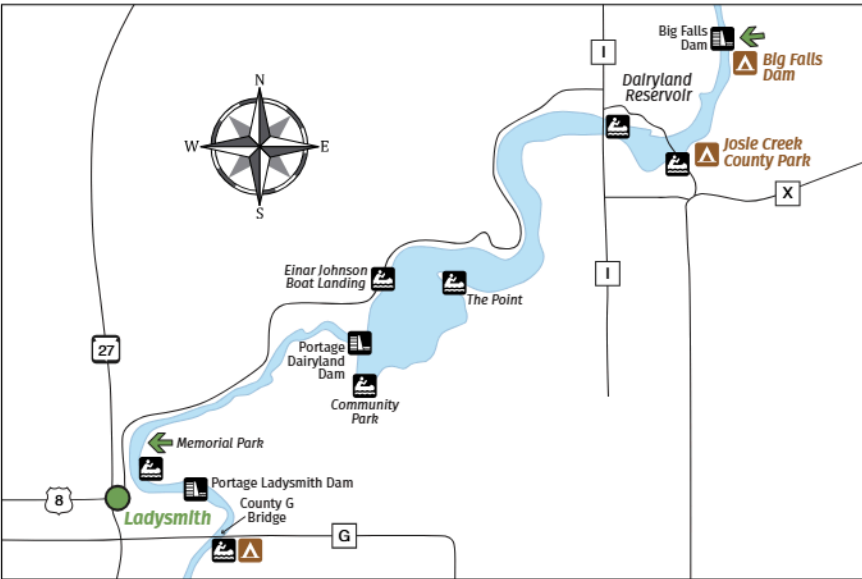 Big Falls
Dam
Big Falls
Dam
I
Dairyland
Reservoir
Josie Creek
County Park
X
N
W
E
S
I
Einar Johnson
Boat Landing
The Point
27
Portage
Dairyland
Dam
Community
Park
Memorial Park
Portage Ladysmith Dam
8
County G
Bridge
Ladysmith
G